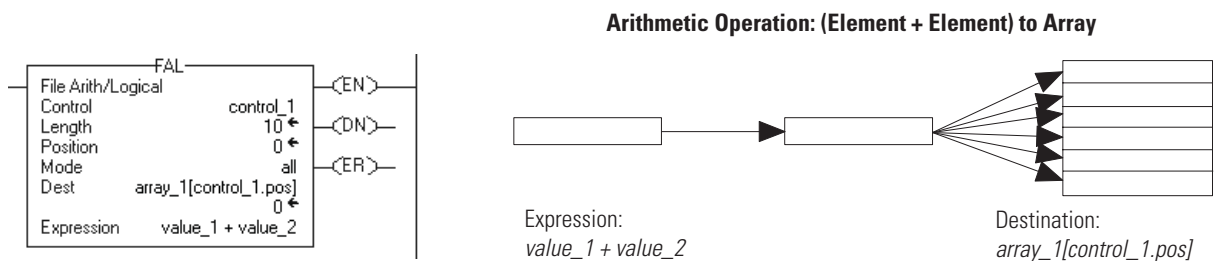 Arithmetic Operation: (Element + Element) to Array
FAL
File Arith/Logical
Control control_1
Length 10
Position 0
Mode all
Dest array_1[control_1.pos]
0
Expression value_1 + value_2
EN
DN
ER
Expression:
value_1 + value_2
Destination:
array_1[control_1.pos]